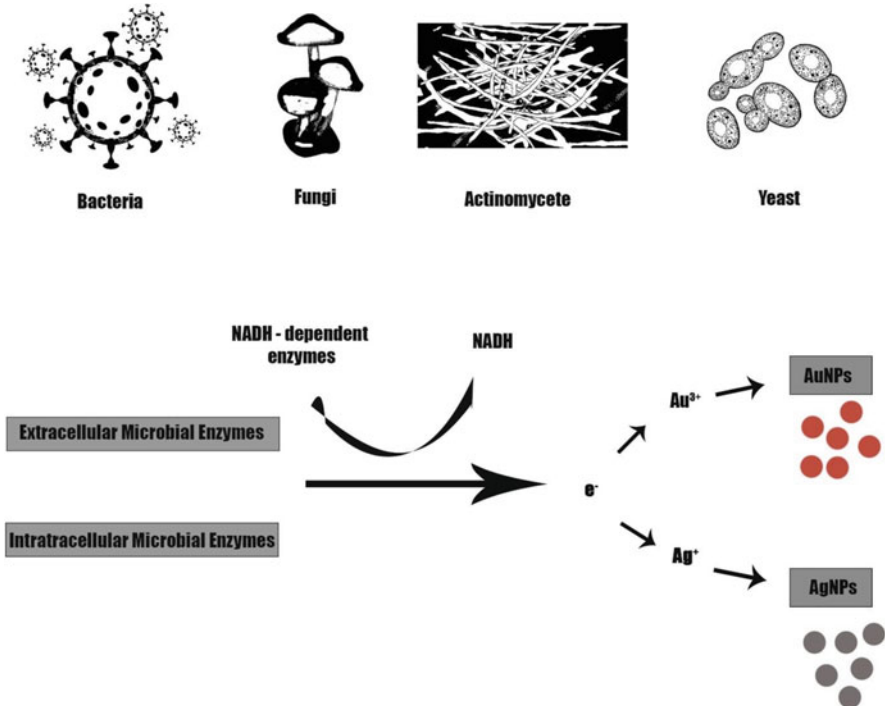 Bacteria
Fungi
Actinomycete
Yeast
NADH - dependent
enzymes
NADH
AuNPs
Au³⁺
Extracellular Microbial Enzymes
e⁻
Intratracellular Microbial Enzymes
Ag⁺
AgNPs